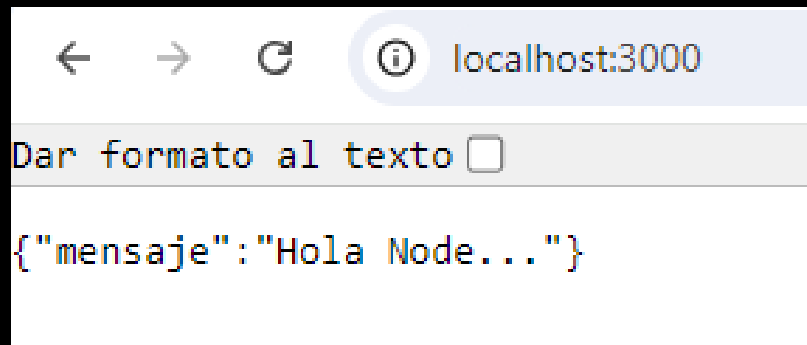 localhost:3000
Dar formato al texto
{"mensaje":"Hola Node..."}